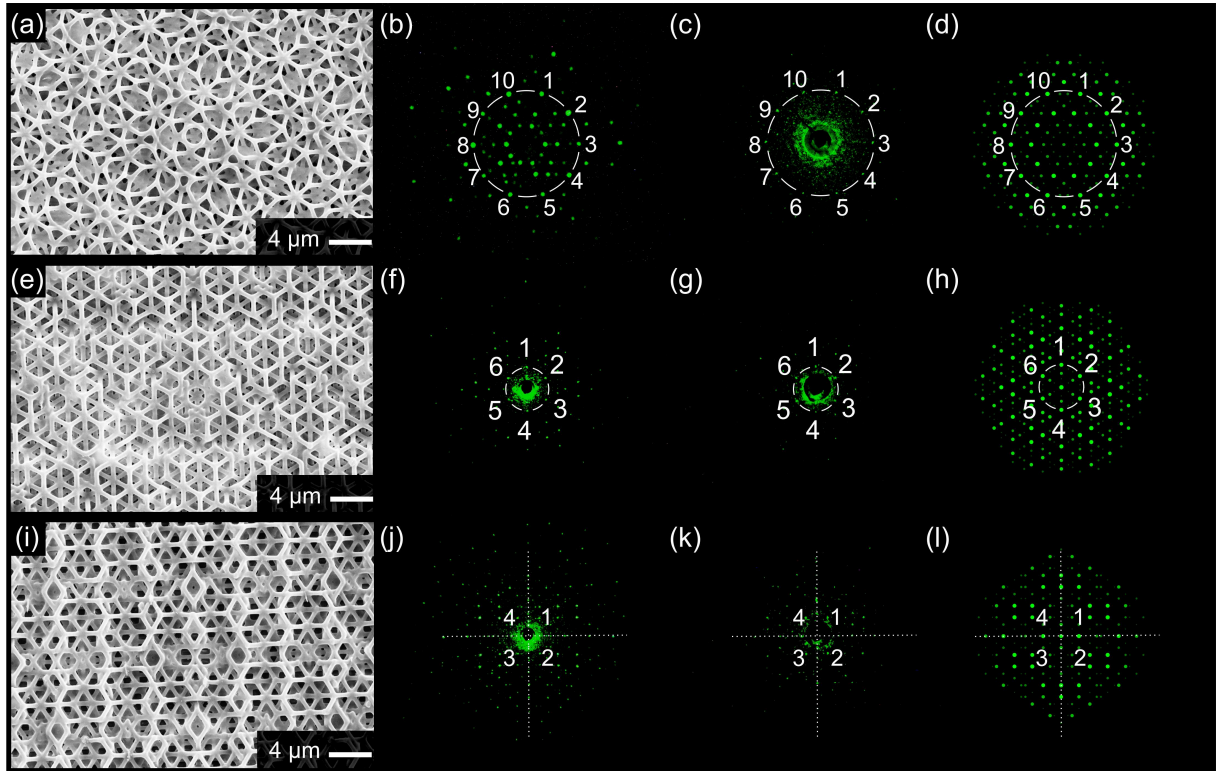 (a) (b) (c) (d)
10 1 10 1 10 1
9 2 9 2 9 2
8 3 8 3 8 3
7 4 7 4 7 4
6 5 6 5 6 5
4 μm
(e) (f) (g) (h)
1 1 1
6 2 6 2 6 2
5 3 5 3 5 3
4 4 4
4 μm
(i) (j) (k) (l)
4 1 4 1 4 1
3 2 3 2 3 2
4 μm